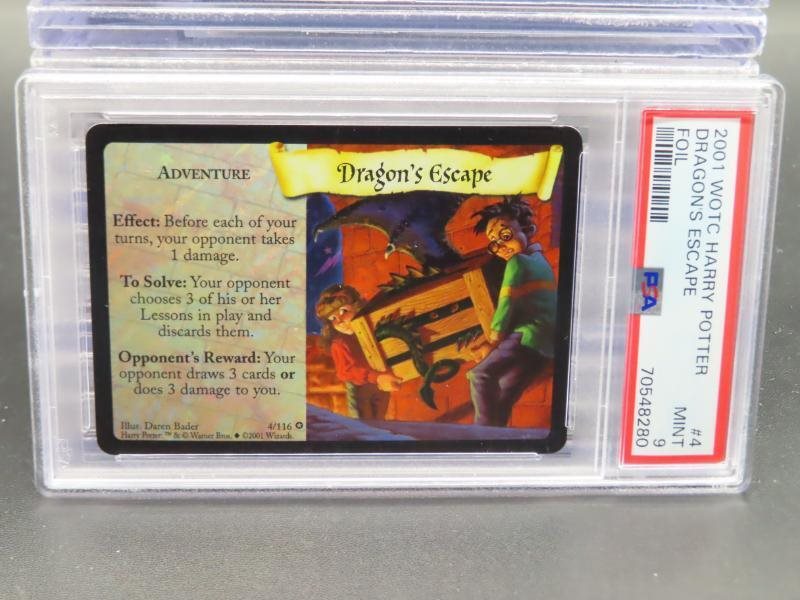 ADVENTURE
Dragon's Escape
Effect: Before each of your
turns, your opponent takes
1 damage.
To Solve: Your opponent
chooses 3 of his or her
Lessons in play and
discards them.
Opponent's Reward: Your
opponent draws 3 cards or
does 3 damage to you.
Illus. Daren Bader
4/116
Harry Potter ™ & © Warner Bros. ♦ ©2001 Wizards.
2001 WOTC HARRY POTTER
DRAGON'S ESCAPE
FOIL
#4
MINT
9
70548280
PSA